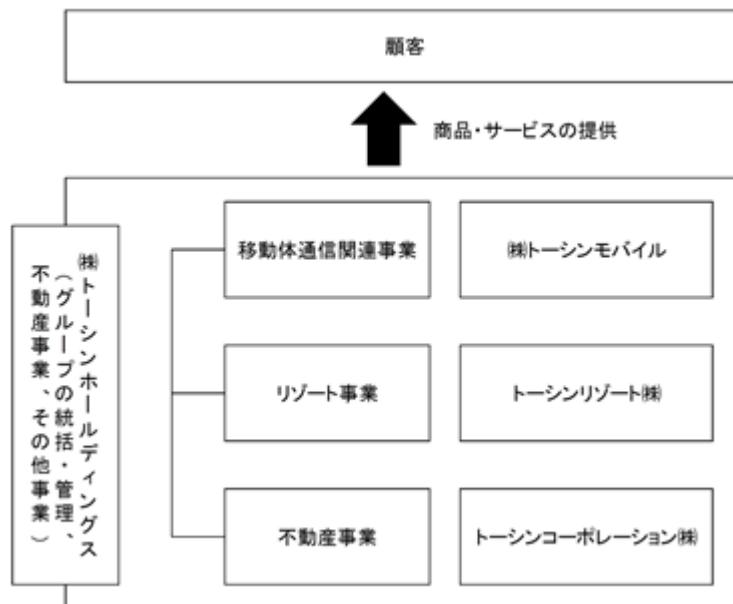 顧客
商品・サービスの提供
㈱トーシンホールディングス
(グループの統括・管理、
不動産事業、その他事業)
移動体通信関連事業
㈱トーシンモバイル
リゾート事業
トーシンリゾート㈱
不動産事業
トーシンコーポレーション㈱